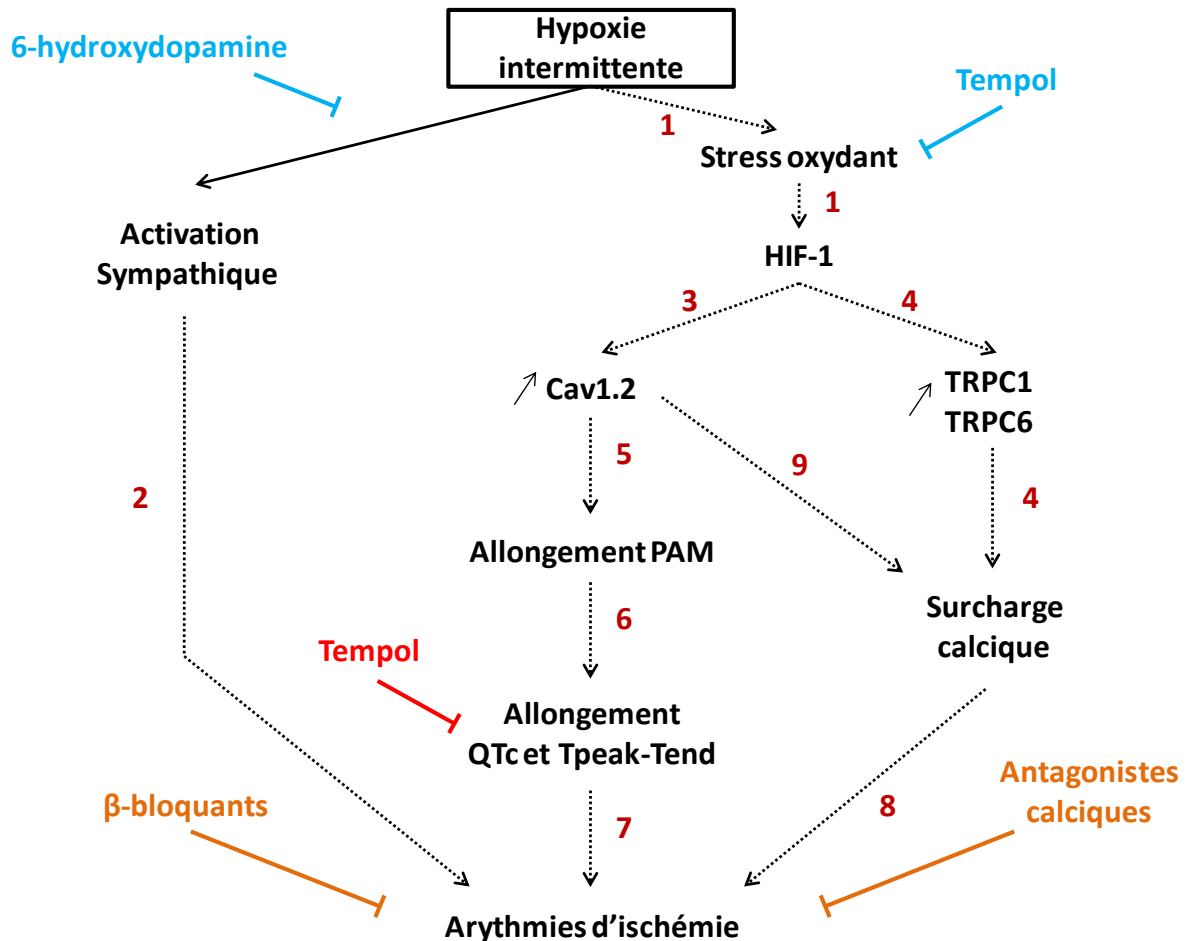 Hypoxie
intermittente
6-hydroxydopamine
Tempol
1
Stress oxydant
1
Activation
Sympathique
HIF-1
3
4
Cav1.2
TRPC1
TRPC6
5
9
2
4
Allongement PAM
6
Surcharge
calcique
Tempol
Allongement
QTc et Tpeak-Tend
β-bloquants
7
8
Antagonistes
calciques
Arythmies d’ischémie